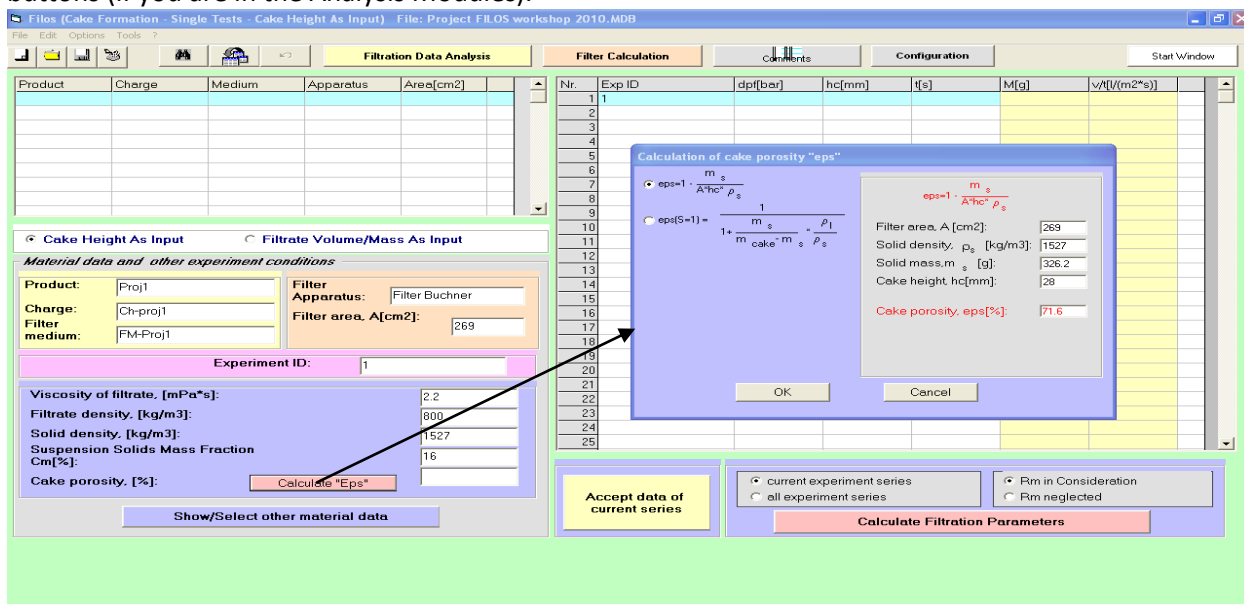 buttons (if you are in the Analysis modules).
Filos (Cake Formation - Single Tests - Cake Height As Input) File: Project FILOS workshop 2010.MDB
File Edit Options Tools ?
Filtration Data Analysis Filter Calculation Comments Configuration Start Window
Product Charge Medium Apparatus Area[cm2]
Nr. Exp ID dpf[bar] hc[mm] t[s] M[g] v/t[l/(m2*s)]
1 1
2
3
4
5
6
7
8
9
10
11
12
13
14
15
16
17
18
19
20
21
22
23
24
25
Calculation of cake porosity "eps"
eps=1 - m s / A*hc* ρ s
eps(S=1) = 1 / 1+ m s / m cake - m s * ρ l / ρ s
eps=1 - m s / A*hc* ρ s
Filter area, A [cm2]: 269
Solid density, ρ s [kg/m3]: 1527
Solid mass,m s [g]: 326.2
Cake height, hc[mm]: 28
Cake porosity, eps[%]: 71.6
OK Cancel
Cake Height As Input Filtrate Volume/Mass As Input
Material data and other experiment conditions
Product: Proj1
Charge: Ch-proj1
Filter medium: FM-Proj1
Filter Apparatus: Filter Buchner
Filter area, A[cm2]: 269
Experiment ID: 1
Viscosity of filtrate, [mPa*s]: 2.2
Filtrate density, [kg/m3]: 800
Solid density, [kg/m3]: 1527
Suspension Solids Mass Fraction
Cm[%]: 16
Cake porosity, [%]: Calculate "Eps"
Show/Select other material data
Accept data of
current series
current experiment series
all experiment series
Rm in Consideration
Rm neglected
Calculate Filtration Parameters